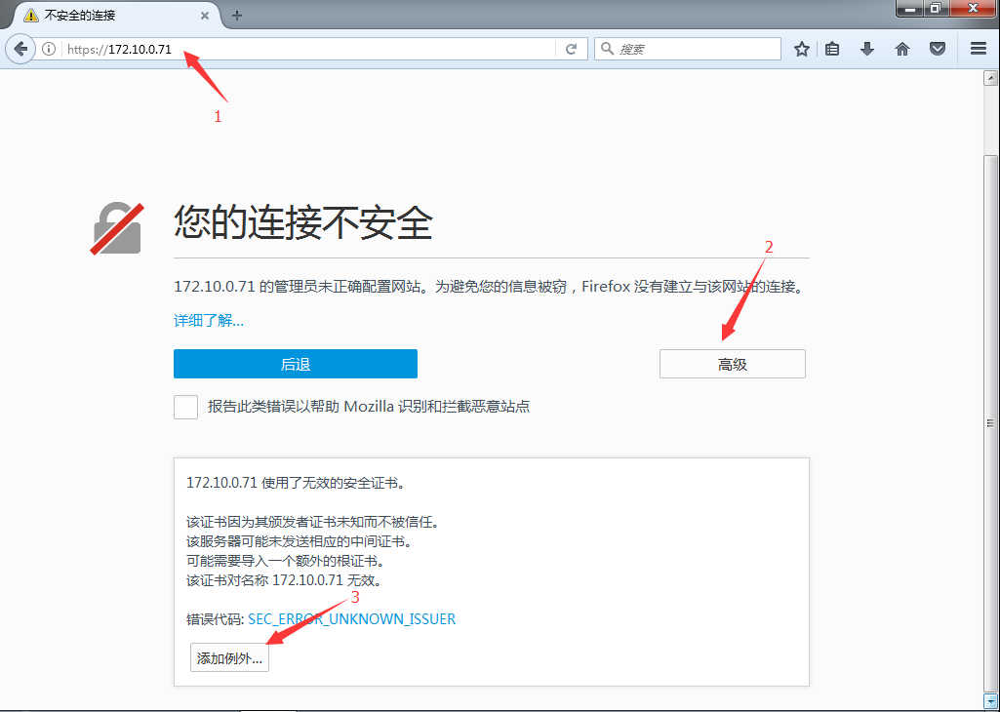 不安全的连接
https://172.10.0.71
搜索
1
您的连接不安全
2
172.10.0.71 的管理员未正确配置网站。为避免您的信息被窃，Firefox 没有建立与该网站的连接。
详细了解...
后退
高级
报告此类错误以帮助 Mozilla 识别和拦截恶意站点
172.10.0.71 使用了无效的安全证书。
该证书因为其颁发者证书未知而不被信任。
该服务器可能未发送相应的中间证书。
可能需要导入一个额外的根证书。
该证书对名称 172.10.0.71 无效。
3
错误代码: SEC_ERROR_UNKNOWN_ISSUER
添加例外...